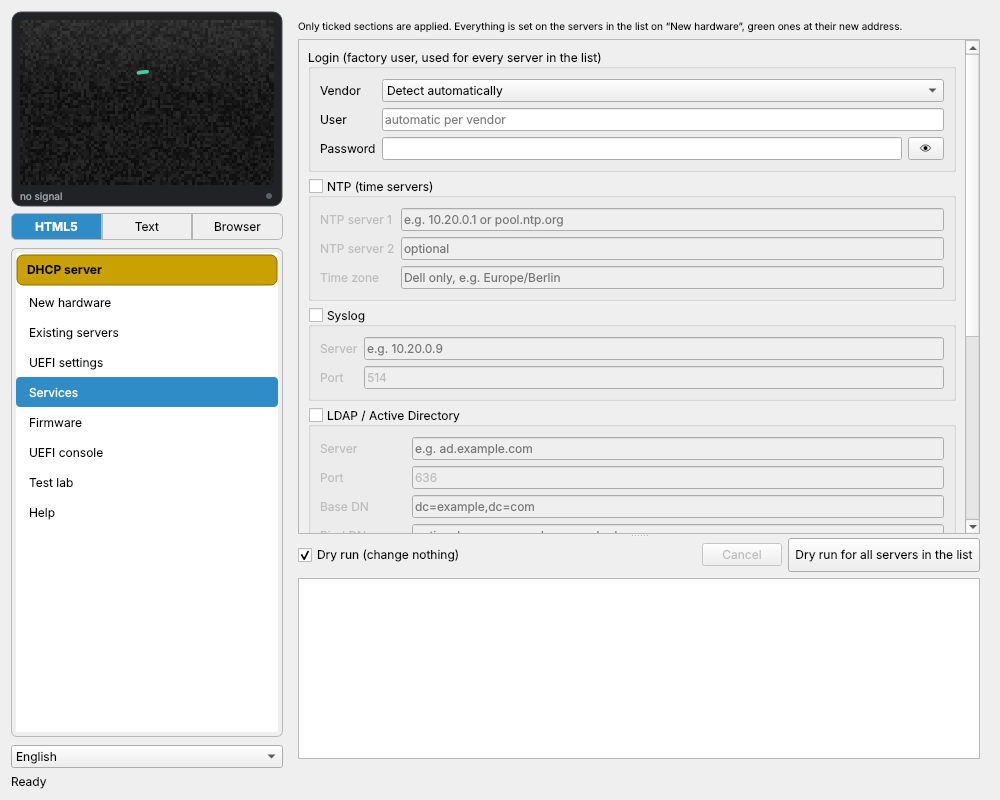 no signal
HTML5
Text
Browser
DHCP server
New hardware
Existing servers
UEFI settings
Services
Firmware
UEFI console
Test lab
Help
English
Ready
Only ticked sections are applied. Everything is set on the servers in the list on “New hardware”, green ones at their new address.
Login (factory user, used for every server in the list)
Vendor Detect automatically
User automatic per vendor
Password
NTP (time servers)
NTP server 1 e.g. 10.20.0.1 or pool.ntp.org
NTP server 2 optional
Time zone Dell only, e.g. Europe/Berlin
Syslog
Server e.g. 10.20.0.9
Port 514
LDAP / Active Directory
Server e.g. ad.example.com
Port 636
Base DN dc=example,dc=com
Dry run (change nothing)
Cancel
Dry run for all servers in the list